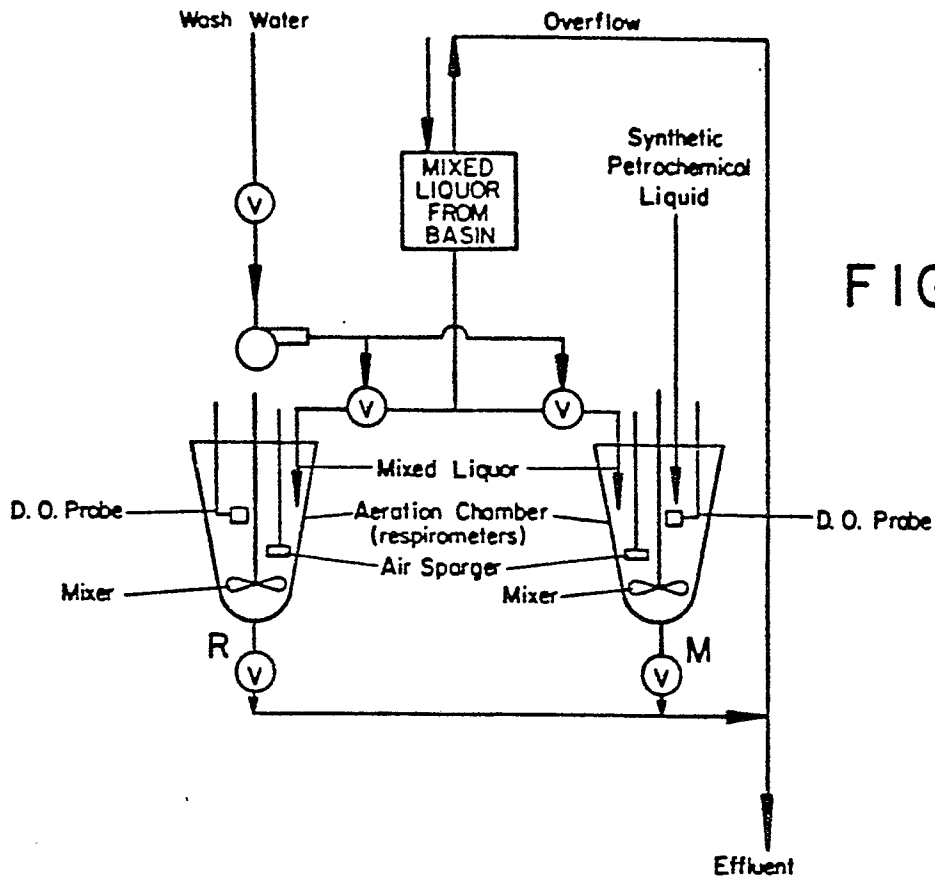 Wash Water
Overflow
Synthetic
Petrochemical
Liquid
MIXED
LIQUOR
FROM
BASIN
V
FIG
V
V
Mixed Liquor
D. O. Probe
Aeration Chamber
(respirometers)
D. O. Probe
Air Sparger
Mixer
Mixer
R
M
V
V
Effluent